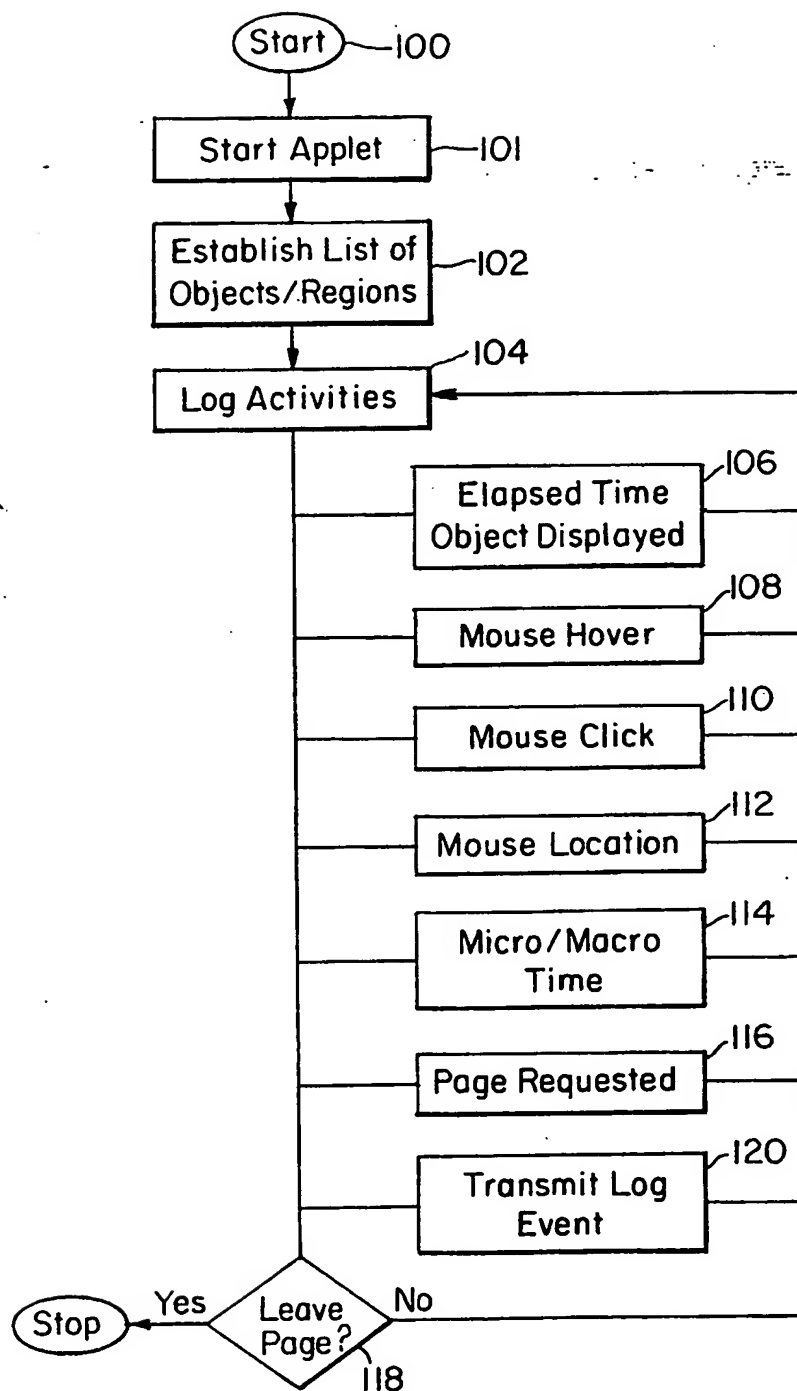 Start
100
Start Applet
101
Establish List of
Objects/Regions
102
Log Activities
104
Elapsed Time
Object Displayed
106
Mouse Hover
108
Mouse Click
110
Mouse Location
112
Micro/Macro
Time
114
Page Requested
116
Transmit Log
Event
120
Leave
Page?
118
Yes
No
Stop